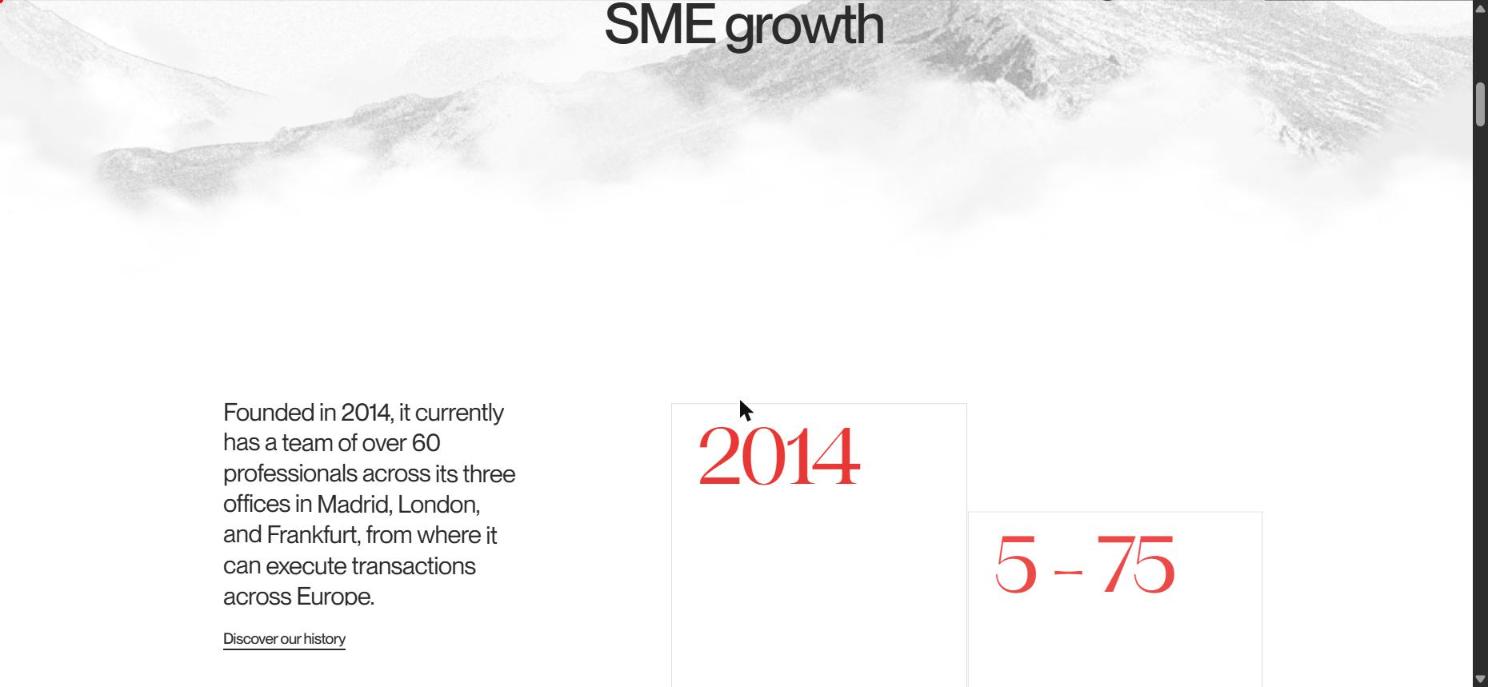 SME growth
Founded in 2014, it currently
has a team of over 60
professionals across its three
offices in Madrid, London,
and Frankfurt, from where it
can execute transactions
across Europe.
Discover our history
2014
5 – 75